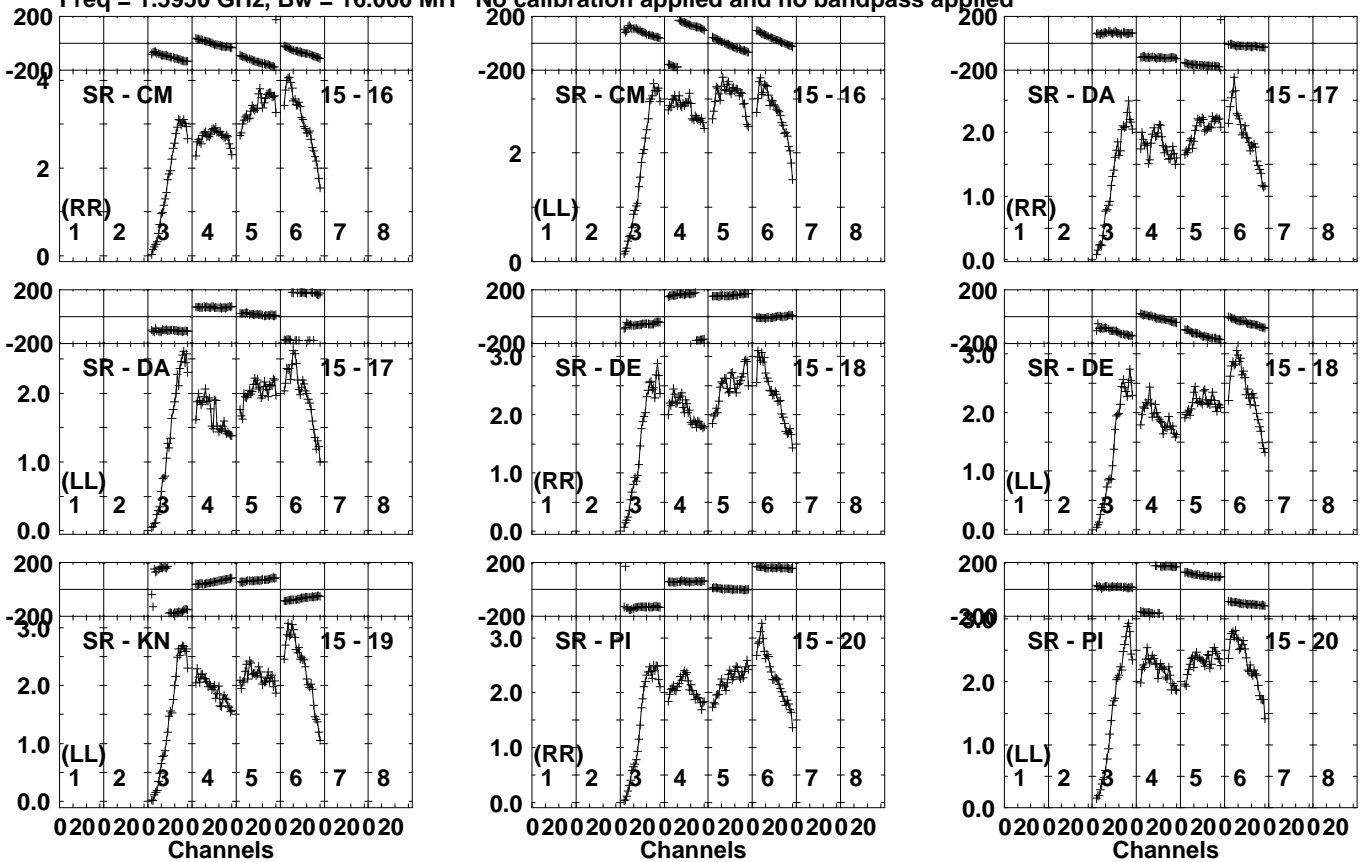 Freq = 1.5950 GHz, Bw = 16.000 MH No calibration applied and no bandpass applied
200 200 200
-200 -200 -200
SR - CM 15 - 16 SR - CM 15 - 16 SR - DA 15 - 17
4
2.0
2 2
1.0
(RR) (LL) (RR)
1 2 3 4 5 6 7 8 1 2 3 4 5 6 7 8 1 2 3 4 5 6 7 8
0 0 0.0
200 200 200
-200 -200 -200
3.0 3.0
SR - DA 15 - 17 SR - DE 15 - 18 SR - DE 15 - 18
2.0 2.0 2.0
1.0 1.0 1.0
(LL) (RR) (LL)
1 2 3 4 5 6 7 8 1 2 3 4 5 6 7 8 1 2 3 4 5 6 7 8
0.0 0.0 0.0
200 200 200
-200 -200 -200
3.0 3.0 3.0
SR - KN 15 - 19 SR - PI 15 - 20 SR - PI 15 - 20
2.0 2.0 2.0
1.0 1.0 1.0
(LL) (RR) (LL)
1 2 3 4 5 6 7 8 1 2 3 4 5 6 7 8 1 2 3 4 5 6 7 8
0.0 0.0 0.0
0 20 0 20 0 20 0 20 0 20 0 20 0 20 0 20 0 20 0 20 0 20 0 20 0 20 0 20 0 20 0 20 0 20 0 20 0 20 0 20 0 20 0 20 0 20 0 20
Channels Channels Channels